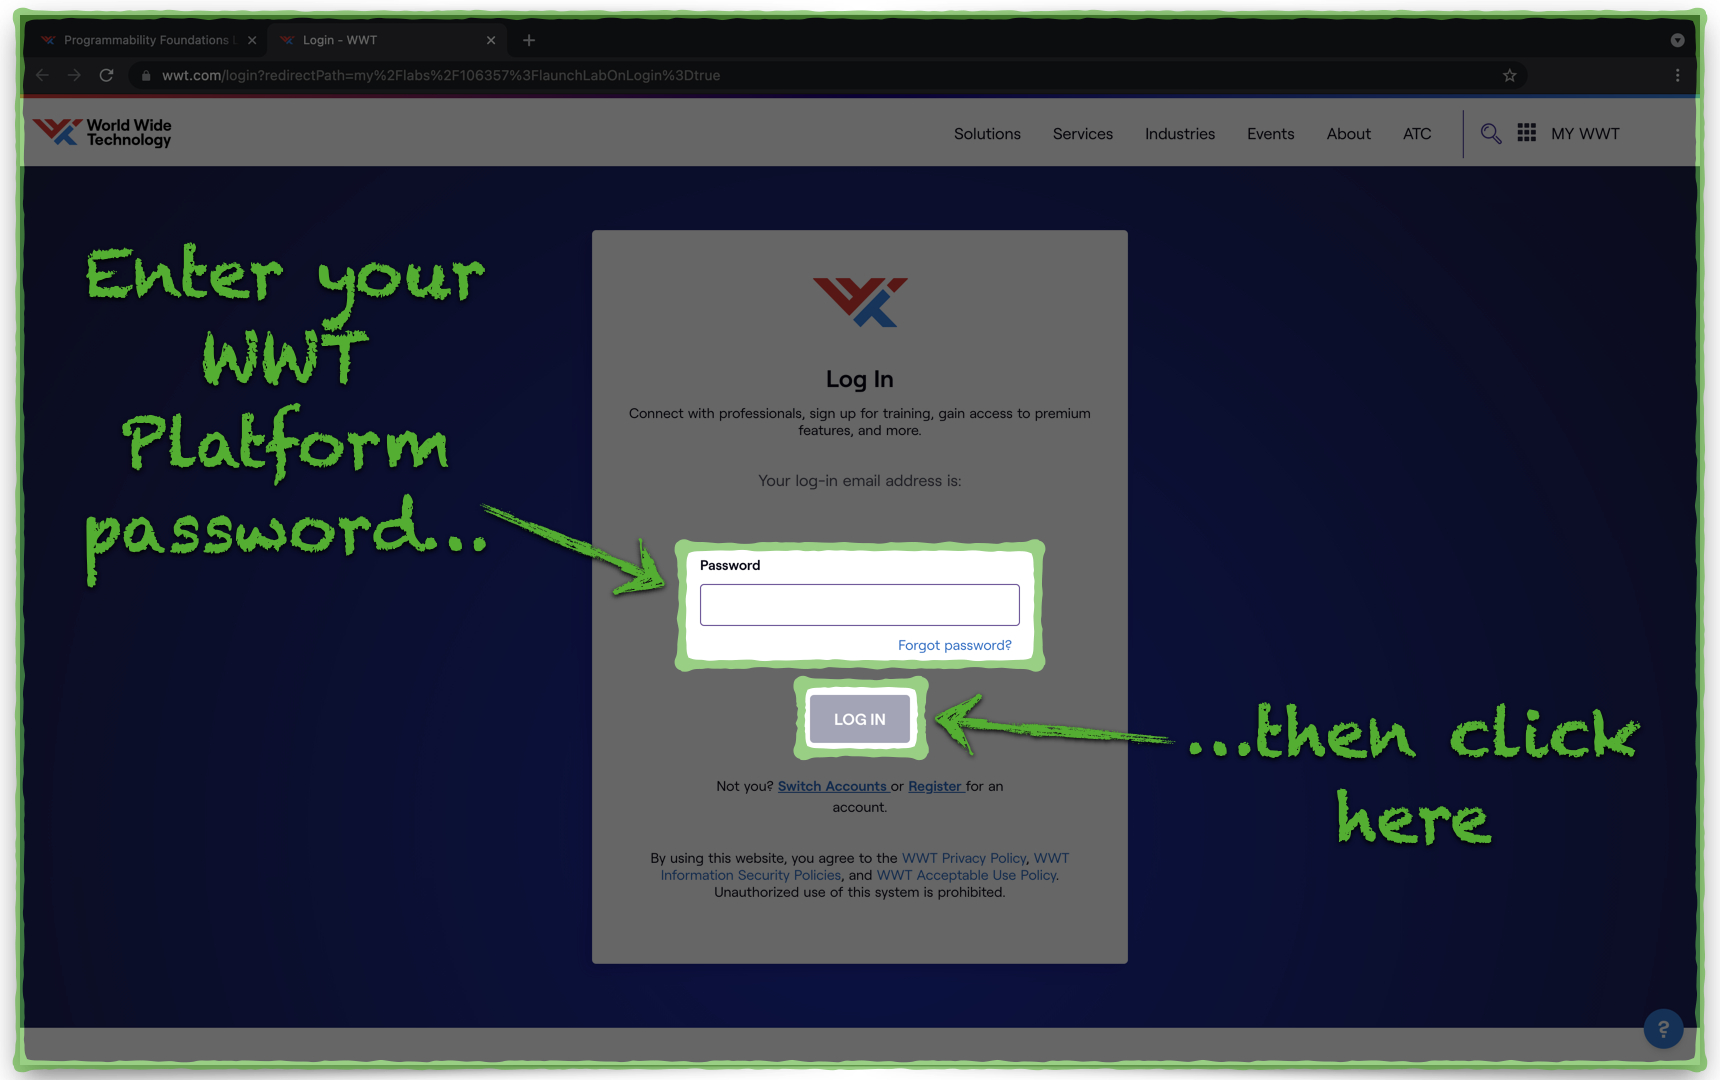 Programmability Foundations L
Login - WWT
wwt.com/login?redirectPath=my%2Flabs%2F106357%3FlaunchLabOnLogin%3Dtrue
World Wide
Technology
Solutions
Services
Industries
Events
About
ATC
MY WWT
Enter your
WWT
Platform
password...
Log In
Connect with professionals, sign up for training, gain access to premium
features, and more.
Your log-in email address is:
Password
Forgot password?
LOG IN
...then click
here
Not you? Switch Accounts or Register for an
account.
By using this website, you agree to the WWT Privacy Policy, WWT
Information Security Policies, and WWT Acceptable Use Policy.
Unauthorized use of this system is prohibited.
?